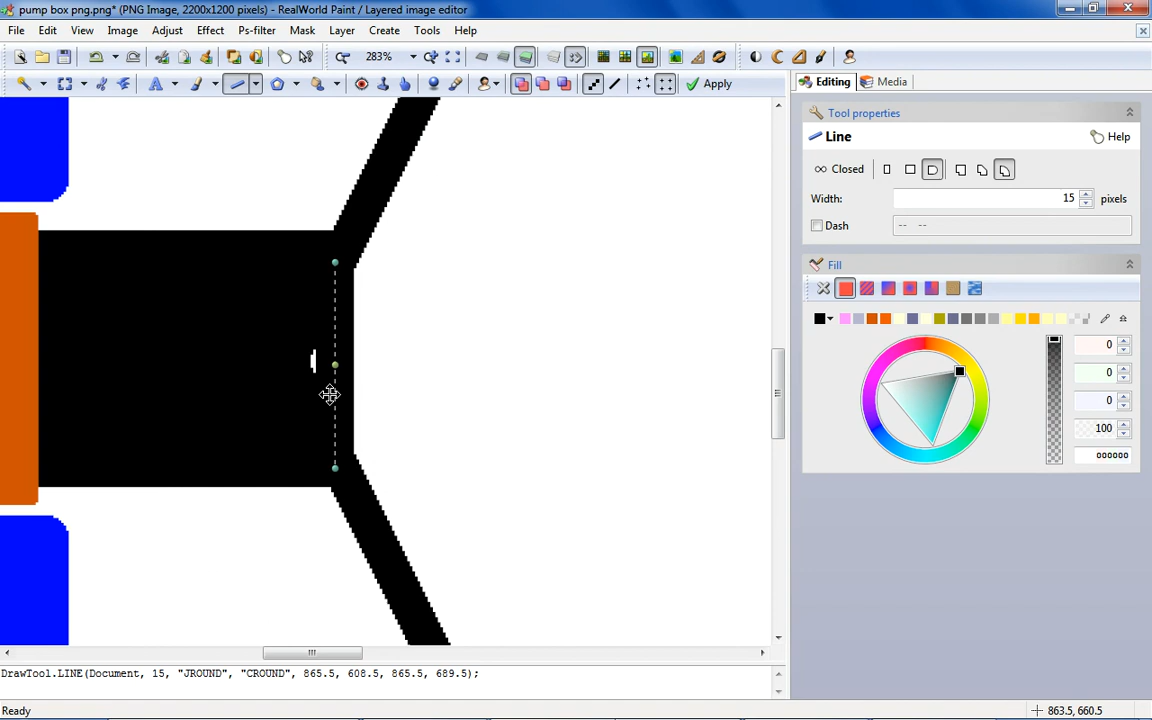 pump box png.png* (PNG Image, 2200x1200 pixels) - RealWorld Paint / Layered image editor
File Edit View Image Adjust Effect Ps-filter Mask Layer Create Tools Help
283%
Apply
Editing Media
Tool properties
Line Help
Closed
Width: 15 pixels
Dash -- --
Fill
0
0
0
100
000000
DrawTool.LINE(Document, 15, "JROUND", "CROUND", 865.5, 608.5, 865.5, 689.5);
Ready 863.5, 660.5